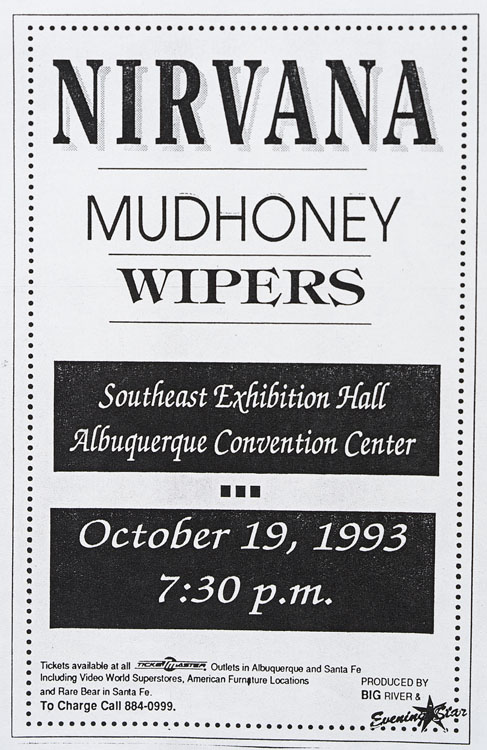 NIRVANA
MUDHONEY
WIPERS
Southeast Exhibition Hall
Albuquerque Convention Center
October 19, 1993
7:30 p.m.
Tickets available at all TICKETMASTER Outlets in Albuquerque and Santa Fe
Including Video World Superstores, American Furniture Locations
and Rare Bear in Santa Fe.
To Charge Call 884-0999.
PRODUCED BY
BIG RIVER &
Evening Star